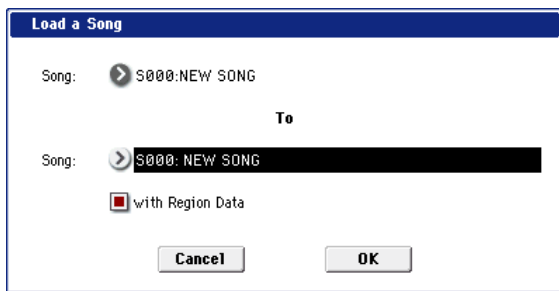 Load a Song
Song: S000:NEW SONG
To
Song: S000: NEW SONG
with Region Data
Cancel OK